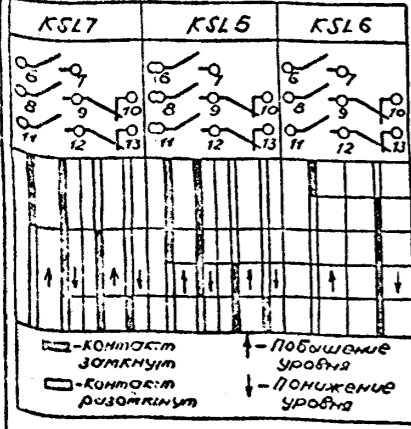 KSL7 KSL5 KSL6
6 7 6 7 6 7
8 9 10 8 9 10 8 9 10
11 12 13 11 12 13 11 12 13
↑ ↓ ↑ ↓ ↑ ↓ ↑ ↓ ↑ ↓
- контакт замкнут
- контакт разомкнут
↑ - Повышение уровня
↓ - Понижение уровня